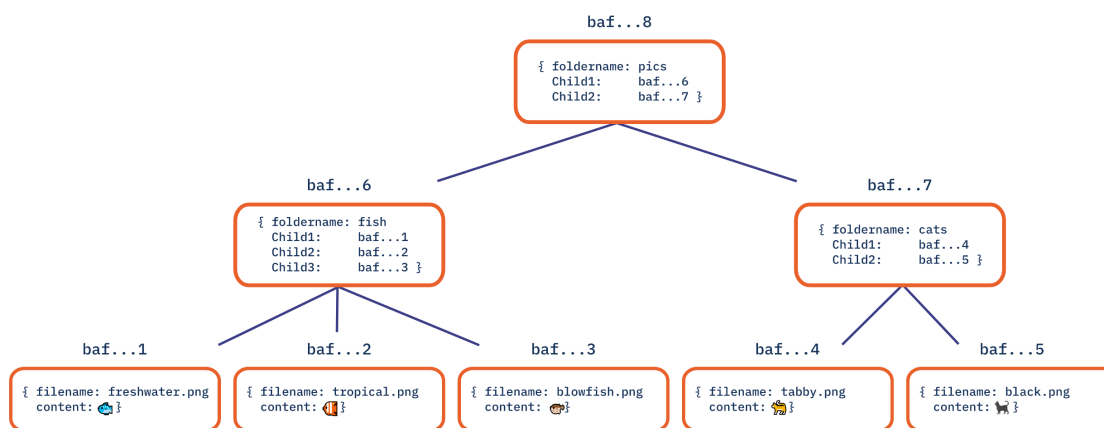 baf...8
{ foldername: pics
Child1: baf...6
Child2: baf...7 }
baf...6
baf...7
{ foldername: fish
Child1: baf...1
Child2: baf...2
Child3: baf...3 }
{ foldername: cats
Child1: baf...4
Child2: baf...5 }
baf...1
baf...2
baf...3
baf...4
baf...5
{ filename: freshwater.png
content: }
{ filename: tropical.png
content: }
{ filename: blowfish.png
content: }
{ filename: tabby.png
content: }
{ filename: black.png
content: }